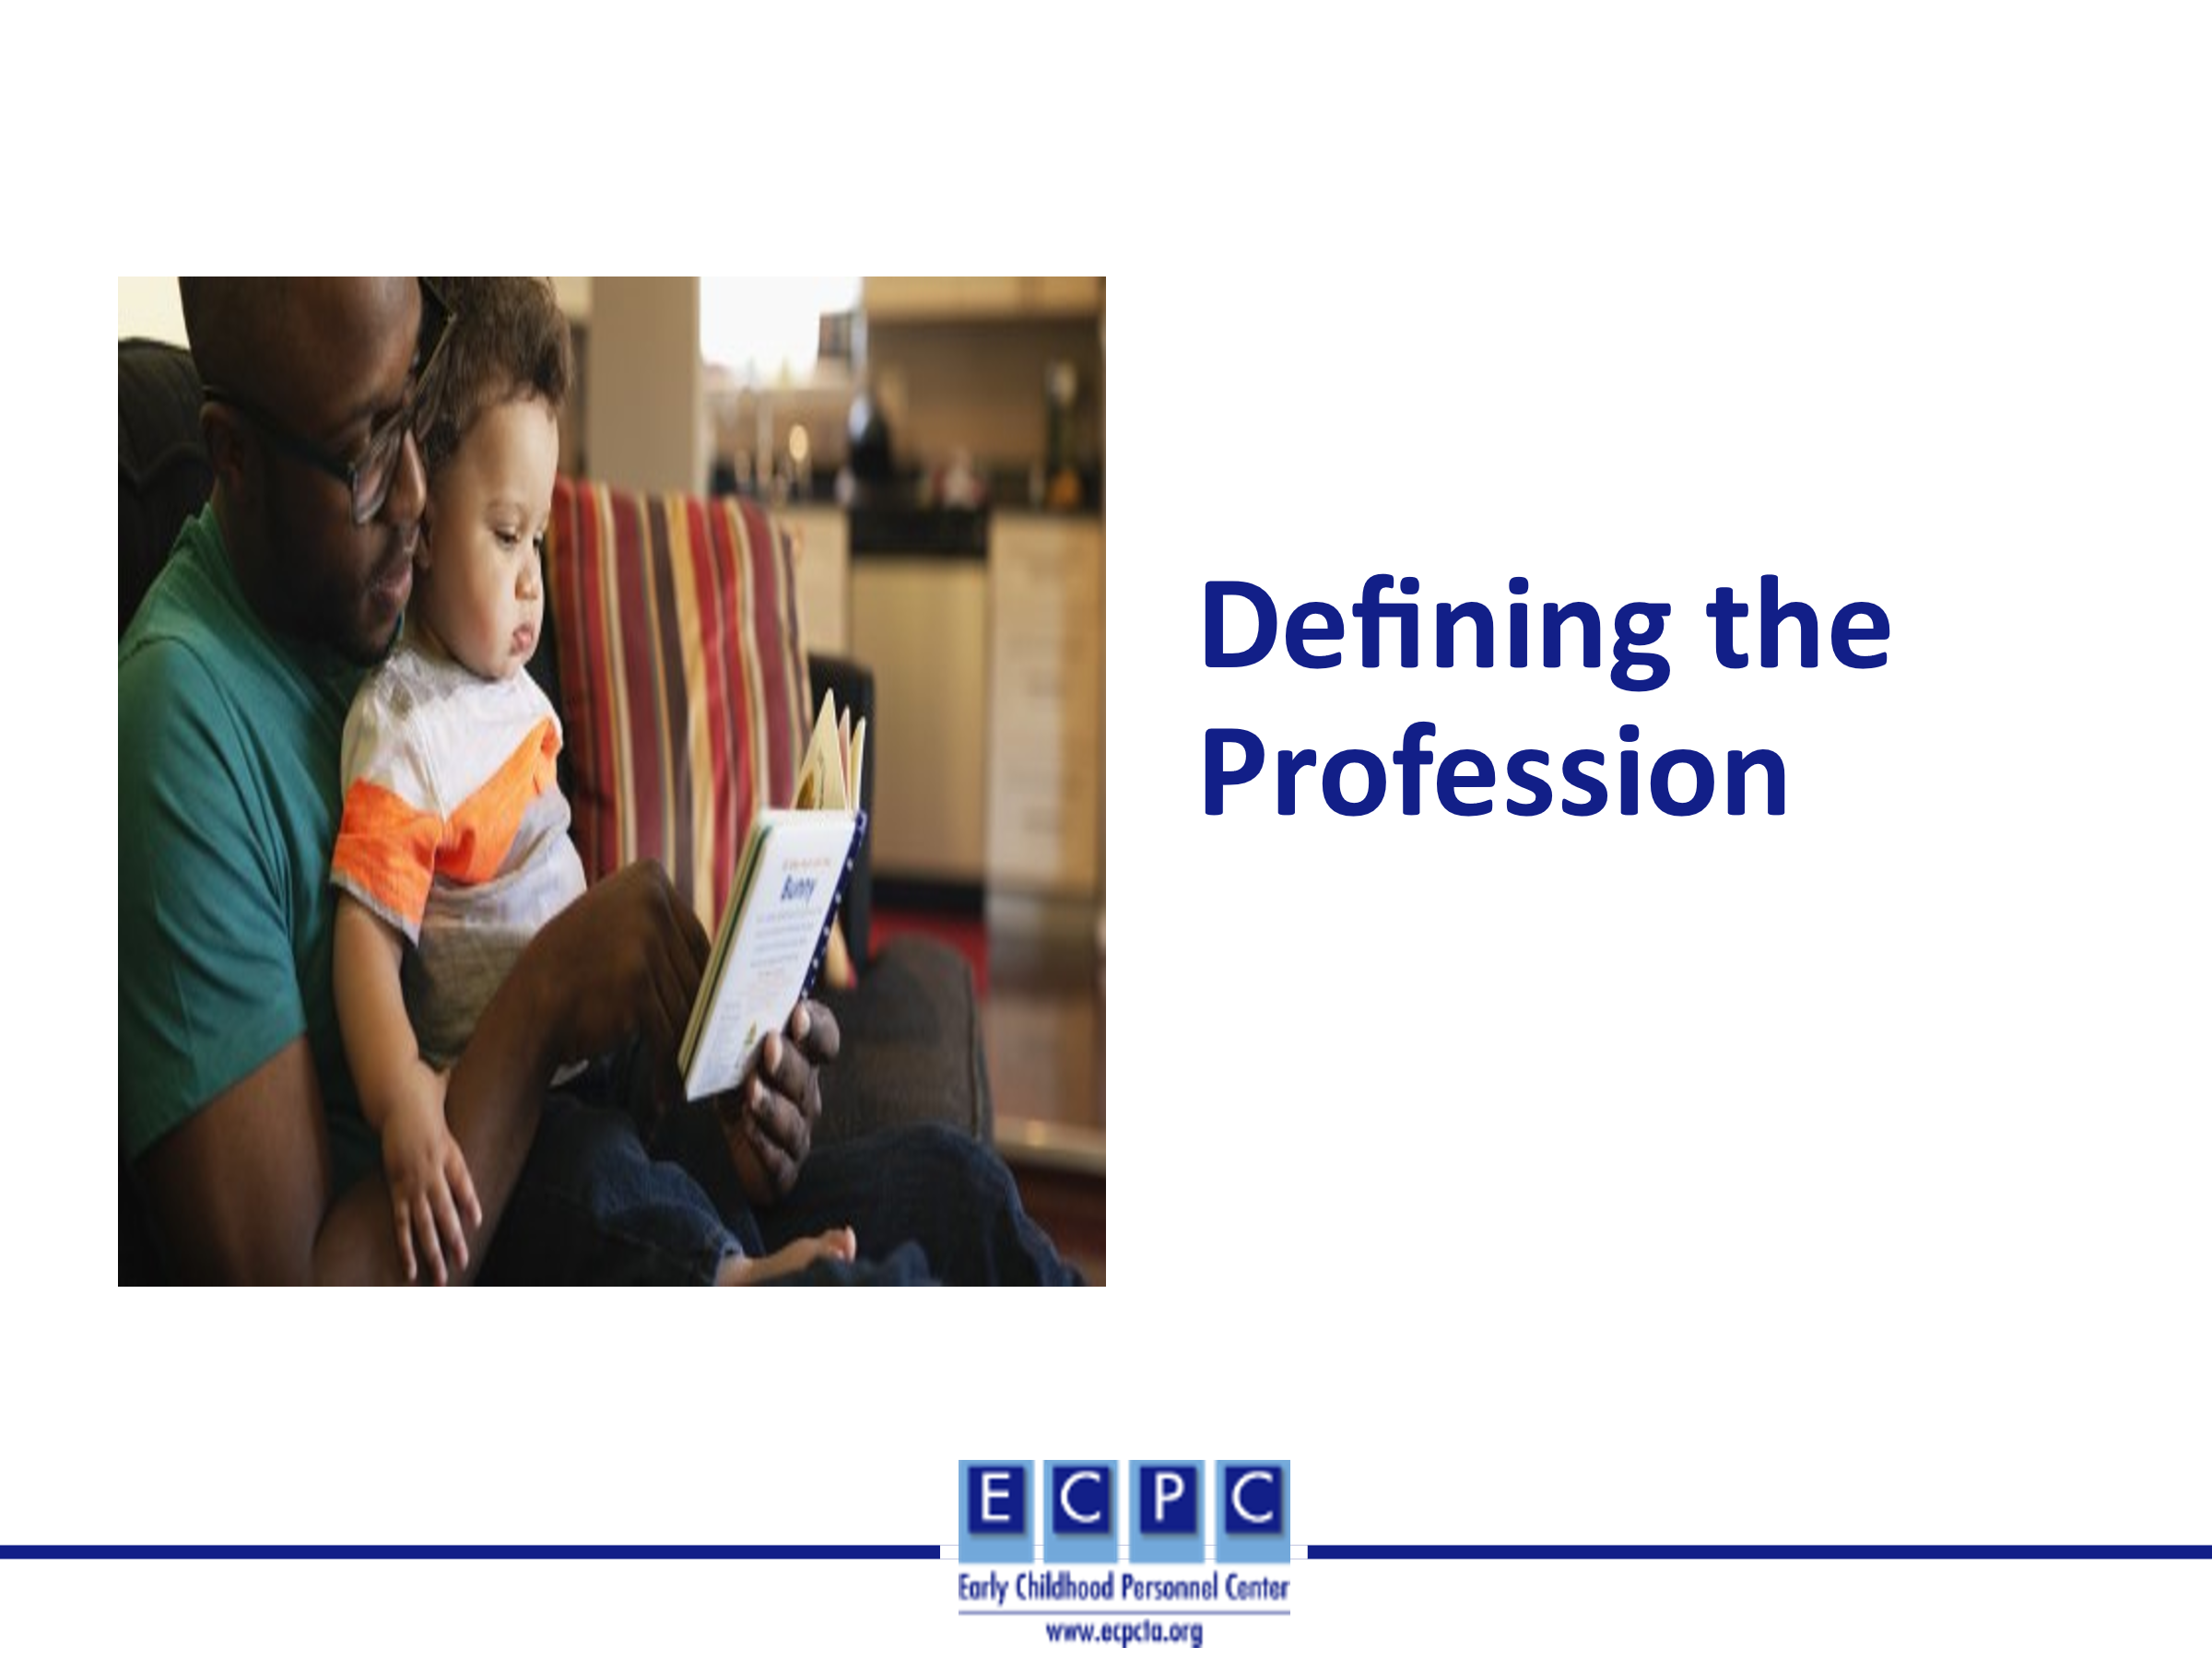 Defining the
Profession
Bunny
E C P C
Early Childhood Personnel Center
www.ecpcta.org